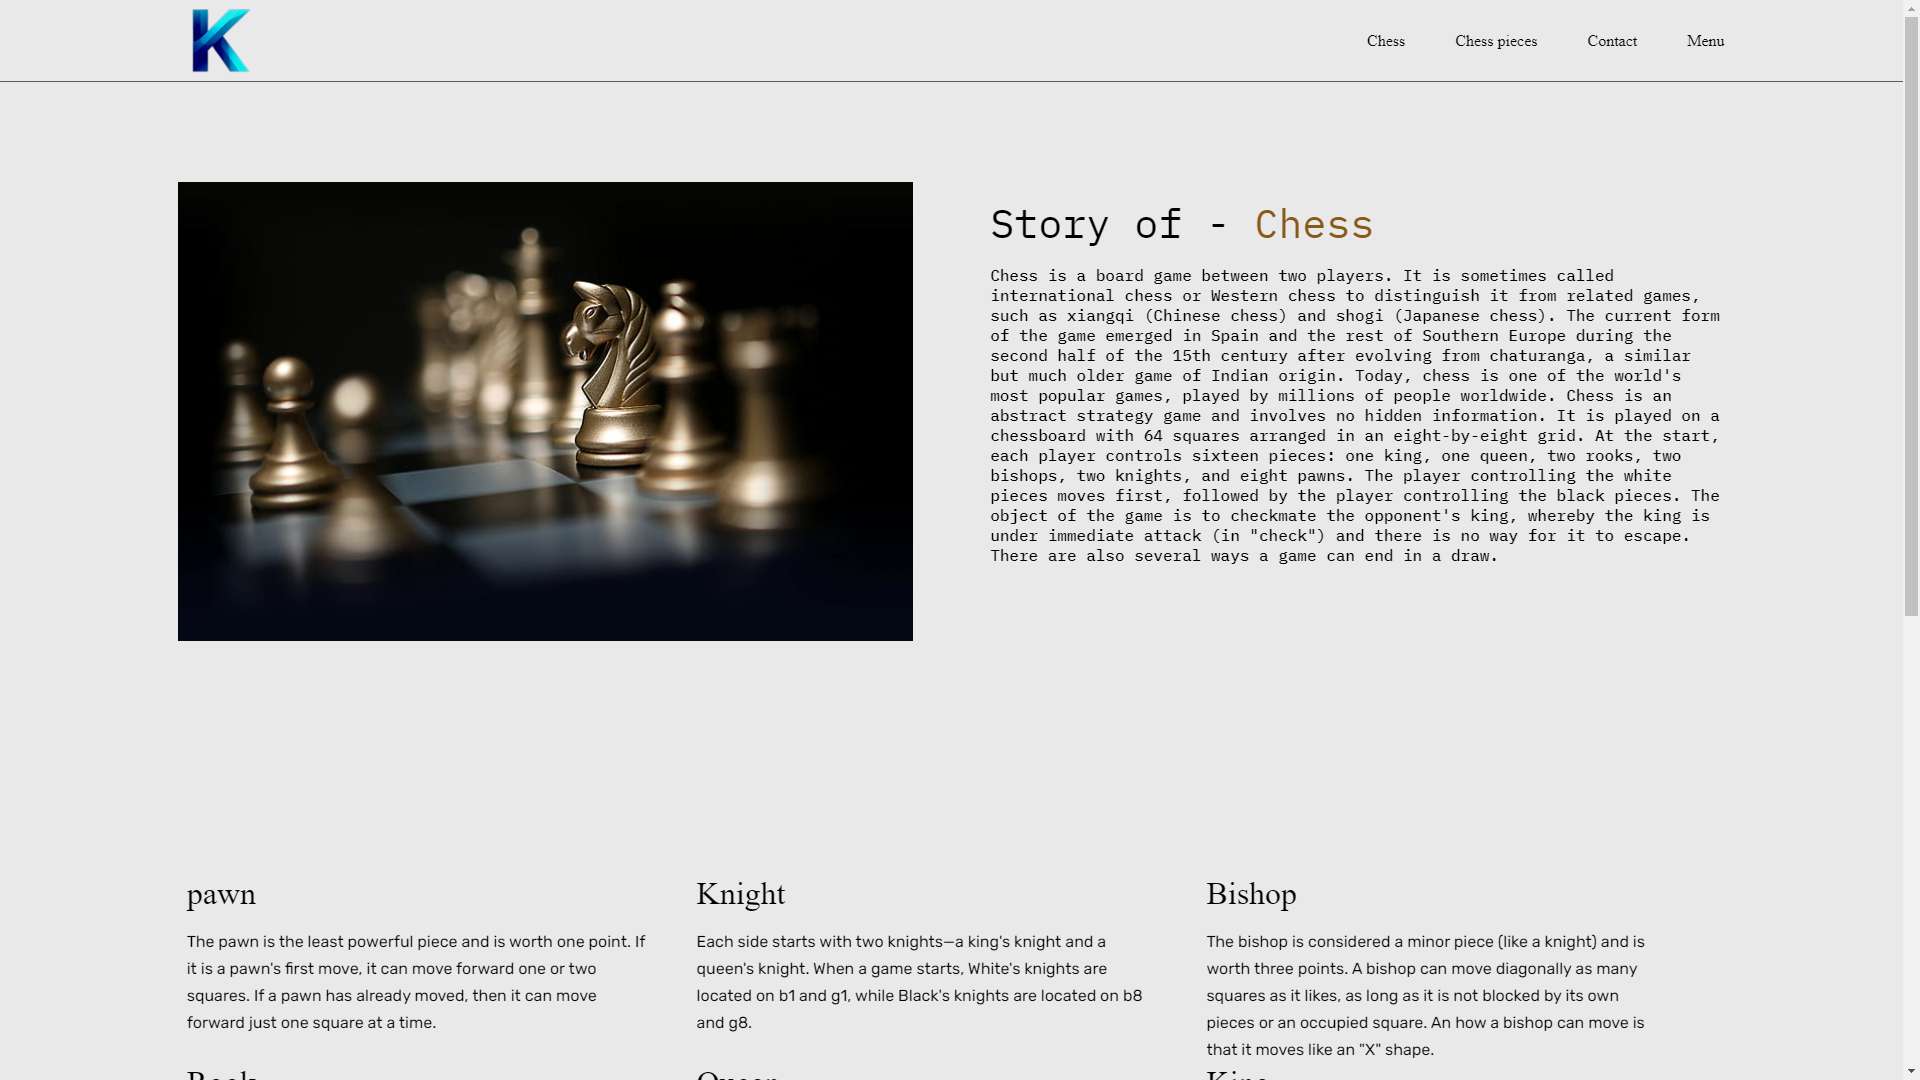 K
Chess
Chess pieces
Contact
Menu
Story of - Chess
Chess is a board game between two players. It is sometimes called
international chess or Western chess to distinguish it from related games,
such as xiangqi (Chinese chess) and shogi (Japanese chess). The current form
of the game emerged in Spain and the rest of Southern Europe during the
second half of the 15th century after evolving from chaturanga, a similar
but much older game of Indian origin. Today, chess is one of the world's
most popular games, played by millions of people worldwide. Chess is an
abstract strategy game and involves no hidden information. It is played on a
chessboard with 64 squares arranged in an eight-by-eight grid. At the start,
each player controls sixteen pieces: one king, one queen, two rooks, two
bishops, two knights, and eight pawns. The player controlling the white
pieces moves first, followed by the player controlling the black pieces. The
object of the game is to checkmate the opponent's king, whereby the king is
under immediate attack (in "check") and there is no way for it to escape.
There are also several ways a game can end in a draw.
pawn
The pawn is the least powerful piece and is worth one point. If
it is a pawn's first move, it can move forward one or two
squares. If a pawn has already moved, then it can move
forward just one square at a time.
Knight
Each side starts with two knights—a king's knight and a
queen's knight. When a game starts, White's knights are
located on b1 and g1, while Black's knights are located on b8
and g8.
Bishop
The bishop is considered a minor piece (like a knight) and is
worth three points. A bishop can move diagonally as many
squares as it likes, as long as it is not blocked by its own
pieces or an occupied square. An how a bishop can move is
that it moves like an "X" shape.